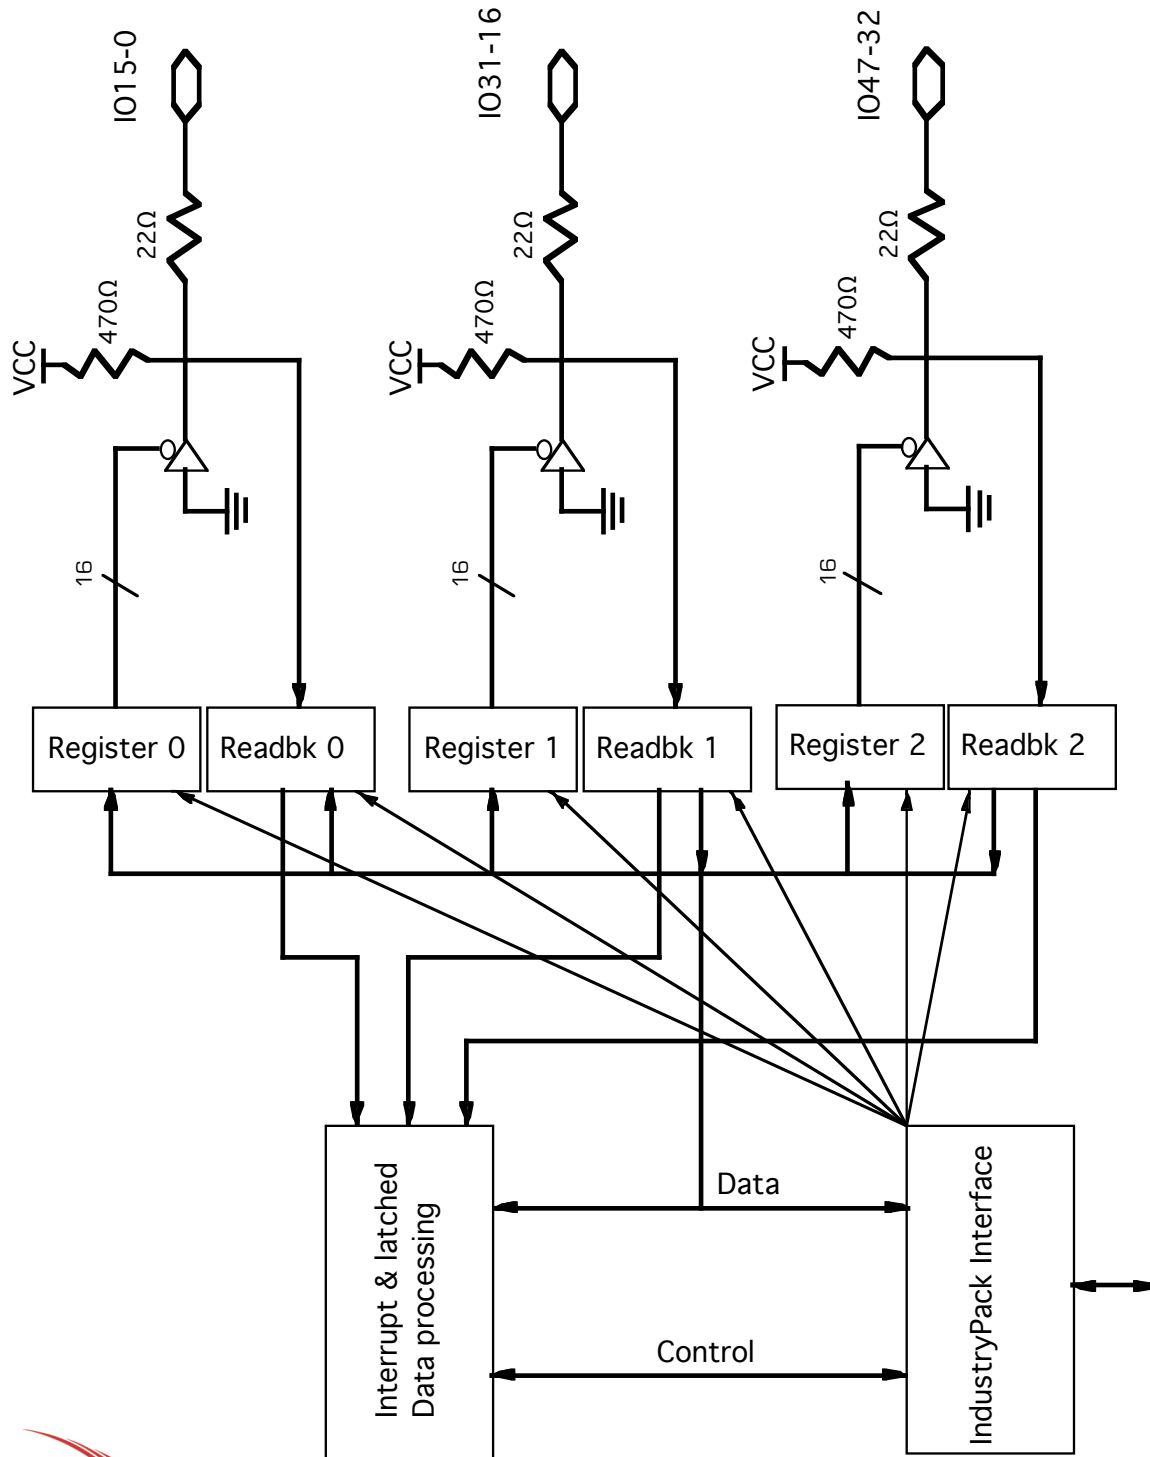 IO15-0
IO31-16
IO47-32
22Ω
22Ω
22Ω
470Ω
470Ω
470Ω
VCC
VCC
VCC
16
16
16
Register 0
Readbk 0
Register 1
Readbk 1
Register 2
Readbk 2
Data
Control
Interrupt & latched
Data processing
IndustryPack Interface